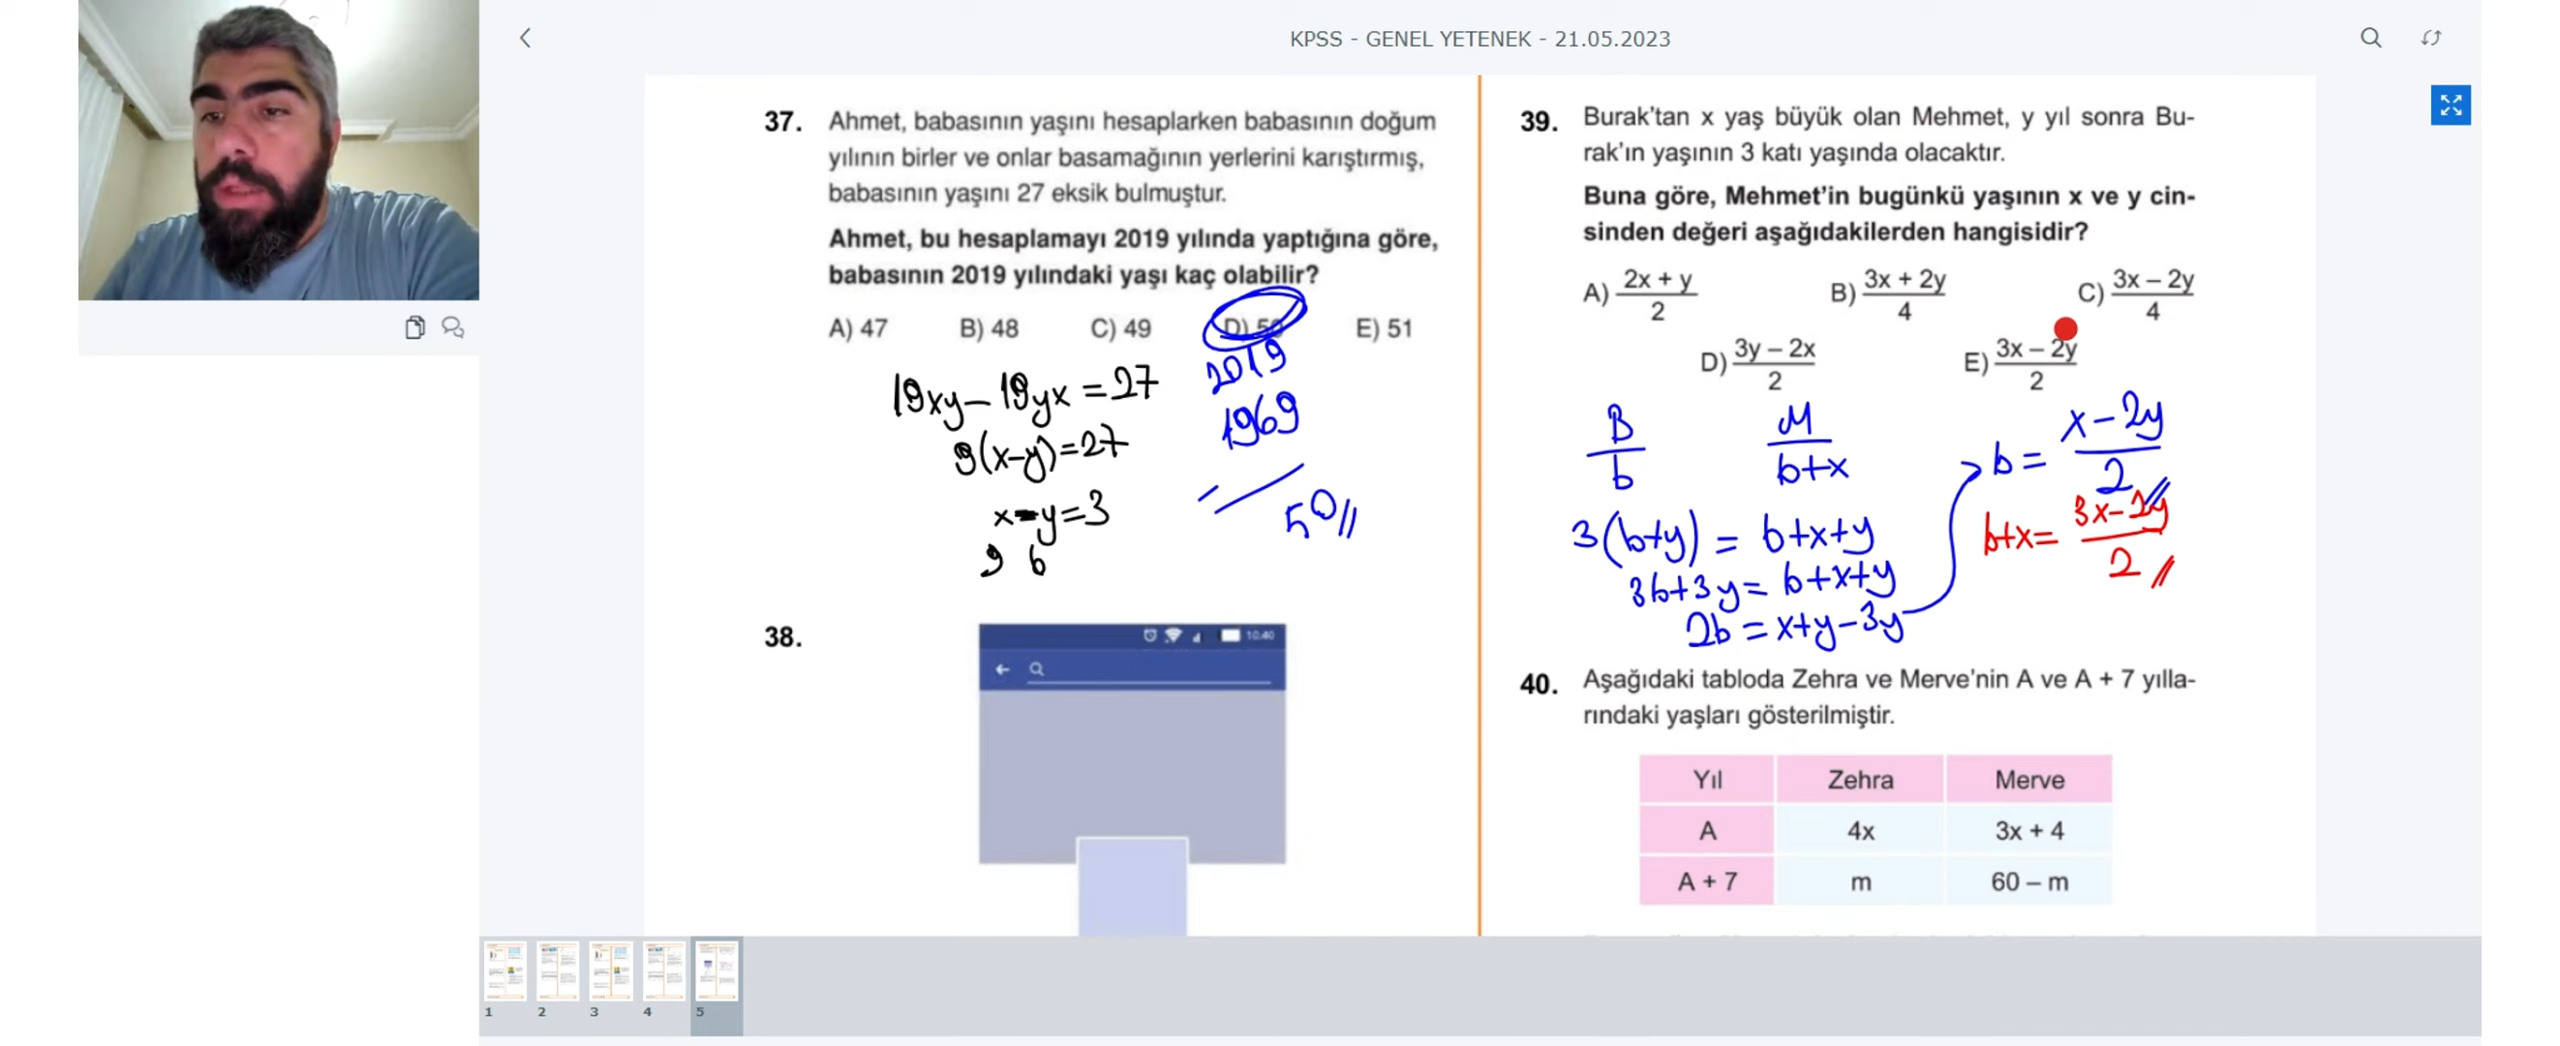 KPSS - GENEL YETENEK - 21.05.2023
37. Ahmet, babasının yaşını hesaplarken babasının doğum
yılının birler ve onlar basamağının yerlerini karıştırmış,
babasının yaşını 27 eksik bulmuştur.
Ahmet, bu hesaplamayı 2019 yılında yaptığına göre,
babasının 2019 yılındaki yaşı kaç olabilir?
A) 47 B) 48 C) 49 D) 50 E) 51
19xy - 19yx = 27
9(x-y)=27
x-y=3
9 6
2019
1969
50
38.
10:40
39. Burak'tan x yaş büyük olan Mehmet, y yıl sonra Bu-
rak'ın yaşının 3 katı yaşında olacaktır.
Buna göre, Mehmet'in bugünkü yaşının x ve y cin-
sinden değeri aşağıdakilerden hangisidir?
A) 2x + y / 2 B) 3x + 2y / 4 C) 3x – 2y / 4
D) 3y – 2x / 2 E) 3x – 2y / 2
B M
b b+x
3(b+y) = b+x+y
3b+3y = b+x+y
2b = x+y-3y
b = x-2y / 2
b+x = 3x-2y / 2
40. Aşağıdaki tabloda Zehra ve Merve'nin A ve A + 7 yılla-
rındaki yaşları gösterilmiştir.
Yıl Zehra Merve
A 4x 3x + 4
A + 7 m 60 – m
1 2 3 4 5